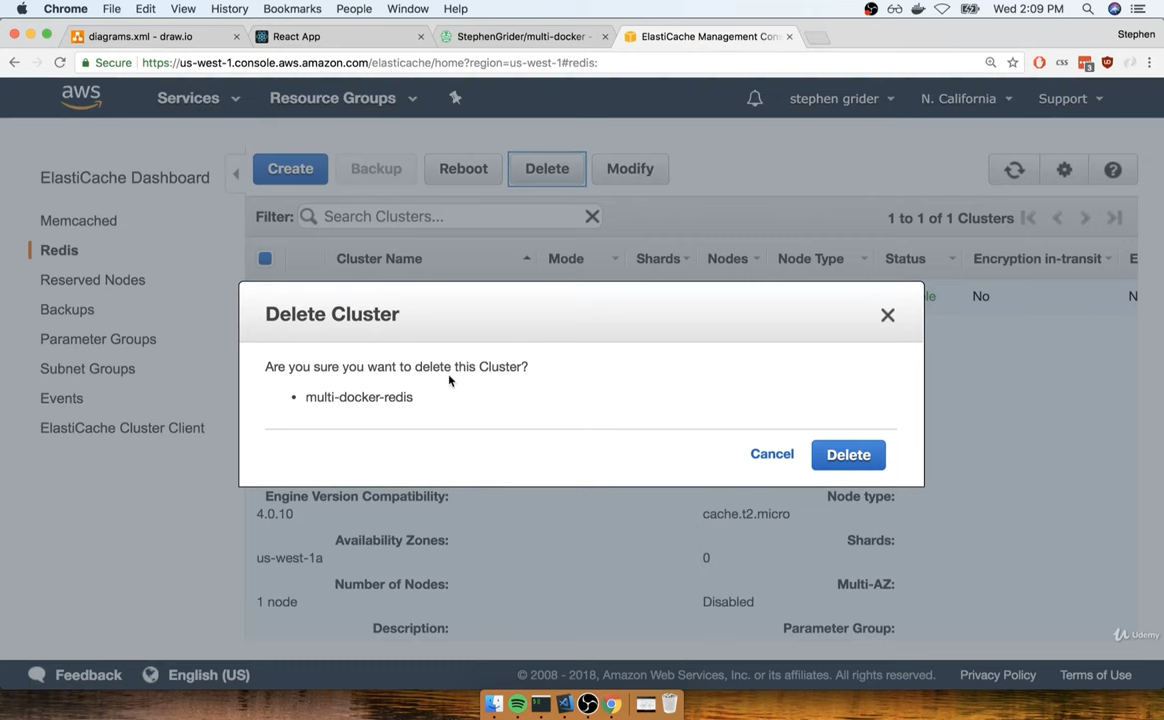 Chrome File Edit View History Bookmarks People Window Help Wed 2:09 PM
diagrams.xml - draw.io React App StephenGrider/multi-docker - ElastiCache Management Con Stephen
Secure https://us-west-1.console.aws.amazon.com/elasticache/home?region=us-west-1#redis: CSS 3
aws Services Resource Groups stephen grider N. California Support
ElastiCache Dashboard
Memcached
Redis
Reserved Nodes
Backups
Parameter Groups
Subnet Groups
Events
ElastiCache Cluster Client
Create Backup Reboot Delete Modify
Filter: Search Clusters... 1 to 1 of 1 Clusters
Cluster Name Mode Shards Nodes Node Type Status Encryption in-transit E
le No N
Delete Cluster
Are you sure you want to delete this Cluster?
• multi-docker-redis
Cancel Delete
Engine Version Compatibility: Node type:
4.0.10 cache.t2.micro
Availability Zones: Shards:
us-west-1a 0
Number of Nodes: Multi-AZ:
1 node Disabled
Description: Parameter Group:
Udemy
Feedback English (US) © 2008 - 2018, Amazon Web Services, Inc. or its affiliates. All rights reserved. Privacy Policy Terms of Use